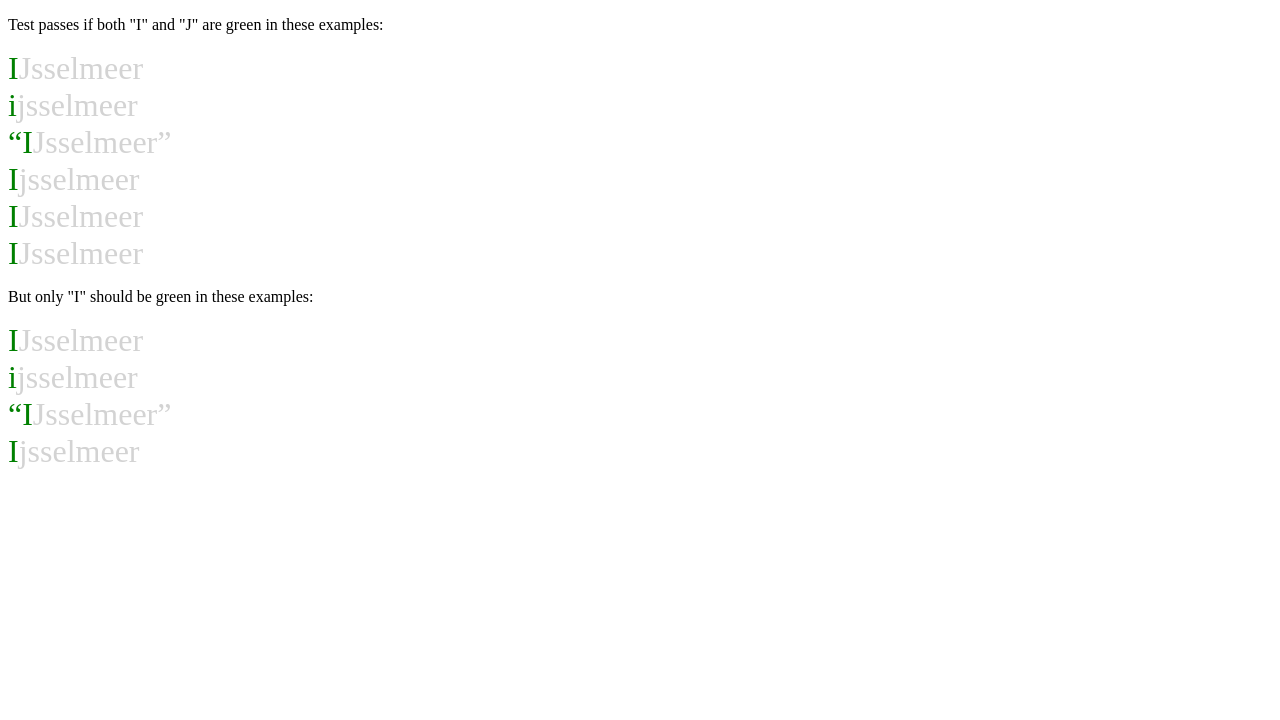 Test passes if both "I" and "J" are green in these examples:
IJsselmeer
ijsselmeer
“IJsselmeer”
Ijsselmeer
IJsselmeer
IJsselmeer
But only "I" should be green in these examples:
IJsselmeer
ijsselmeer
“IJsselmeer”
Ijsselmeer